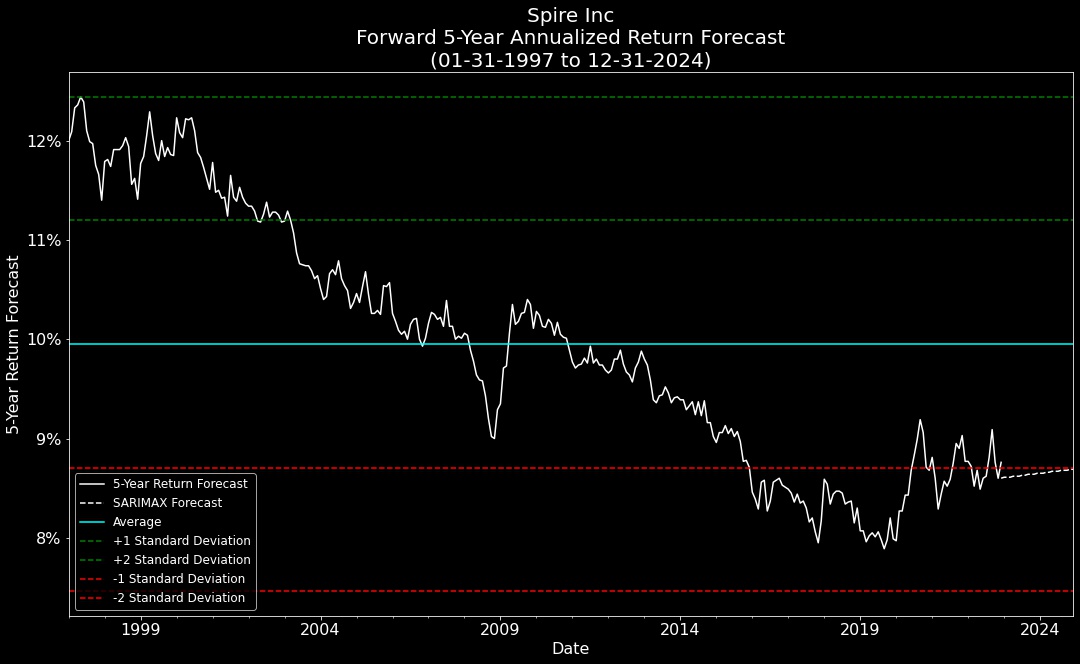 Spire Inc
Forward 5-Year Annualized Return Forecast
(01-31-1997 to 12-31-2024)
5-Year Return Forecast
12%
11%
10%
9%
8%
5-Year Return Forecast
SARIMAX Forecast
Average
+1 Standard Deviation
+2 Standard Deviation
-1 Standard Deviation
-2 Standard Deviation
1999 2004 2009 2014 2019 2024
Date